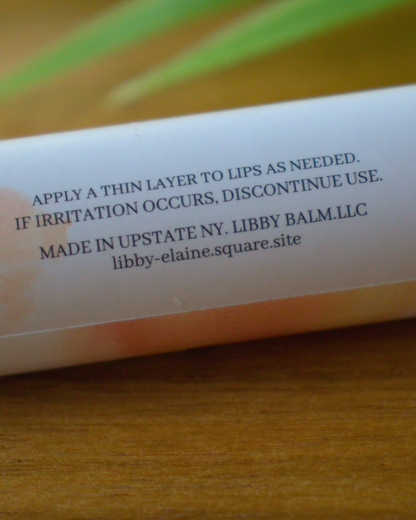 APPLY A THIN LAYER TO LIPS AS NEEDED.
IF IRRITATION OCCURS, DISCONTINUE USE.
MADE IN UPSTATE NY. LIBBY BALM.LLC
libby-elaine.square.site